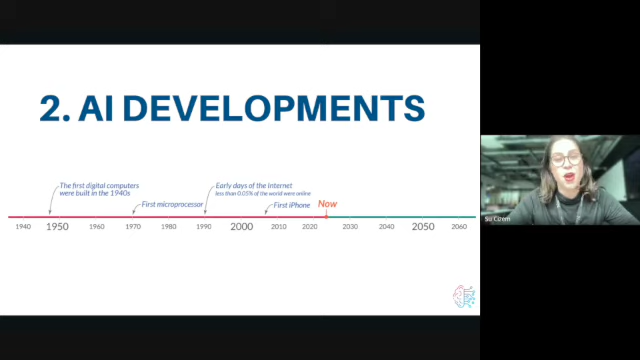 2. AI DEVELOPMENTS
The first digital computers
were built in the 1940s
First microprocessor
Early days of the Internet
less than 0.05% of the world were online
First iPhone
Now
1940 1950 1960 1970 1980 1990 2000 2010 2020 2030 2040 2050 2060
Su Cizem